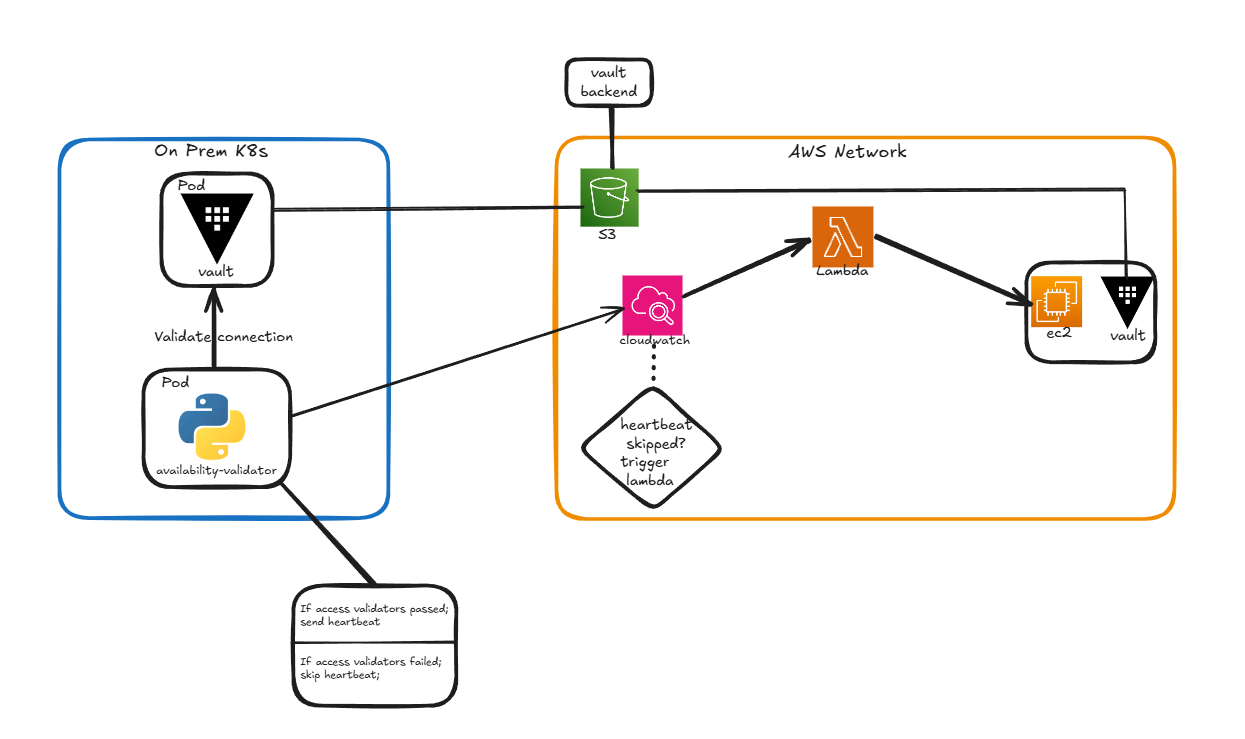 vault
backend
On Prem K8s
AWS Network
Pod
vault
S3
Lambda
Validate connection
cloudwatch
ec2
vault
Pod
availability-validator
heartbeat
skipped?
trigger
lambda
If access validators passed;
send heartbeat
If access validators failed;
skip heartbeat;